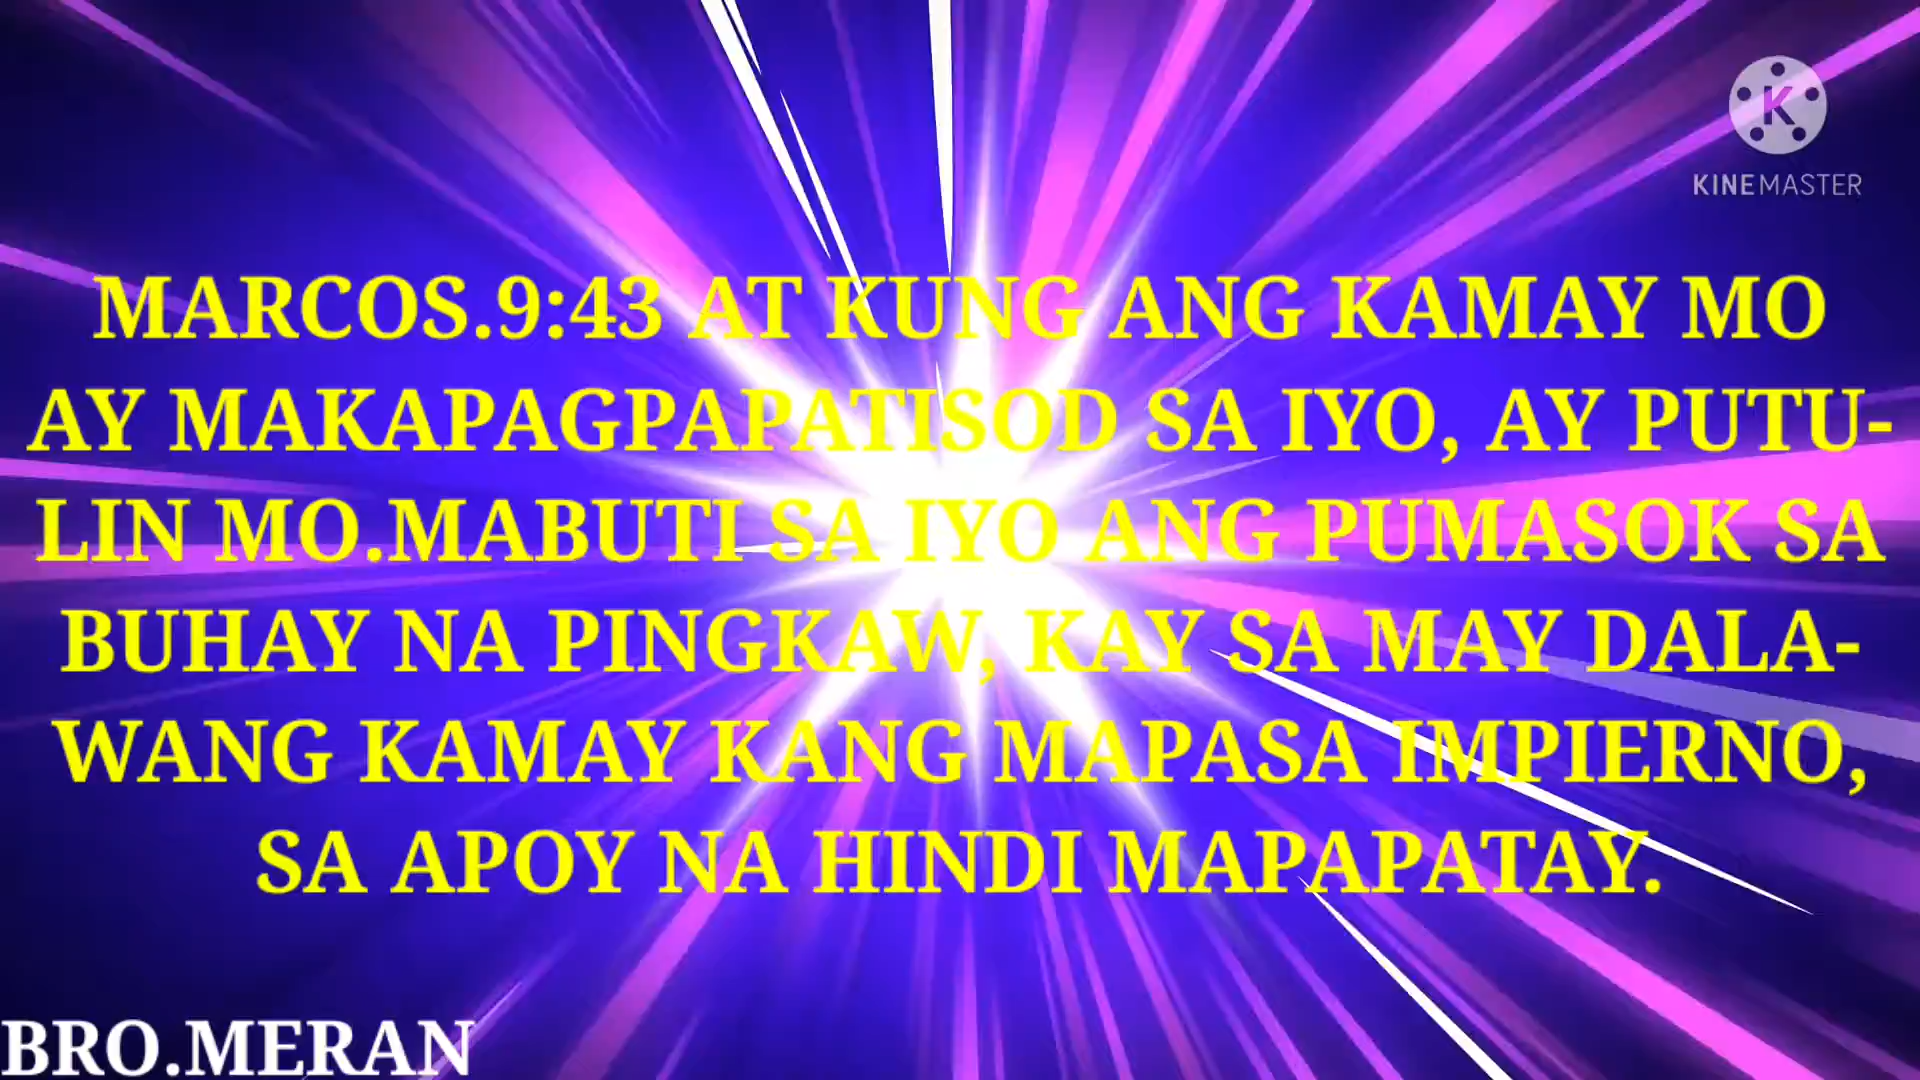 KINEMASTER
MARCOS.9:43 AT KUNG ANG KAMAY MO
AY MAKAPAGPAPATISOD SA IYO, AY PUTU-
LIN MO.MABUTI SA IYO ANG PUMASOK SA
BUHAY NA PINGKAW, KAY SA MAY DALA-
WANG KAMAY KANG MAPASA IMPIERNO,
SA APOY NA HINDI MAPAPATAY.
BRO.MERAN